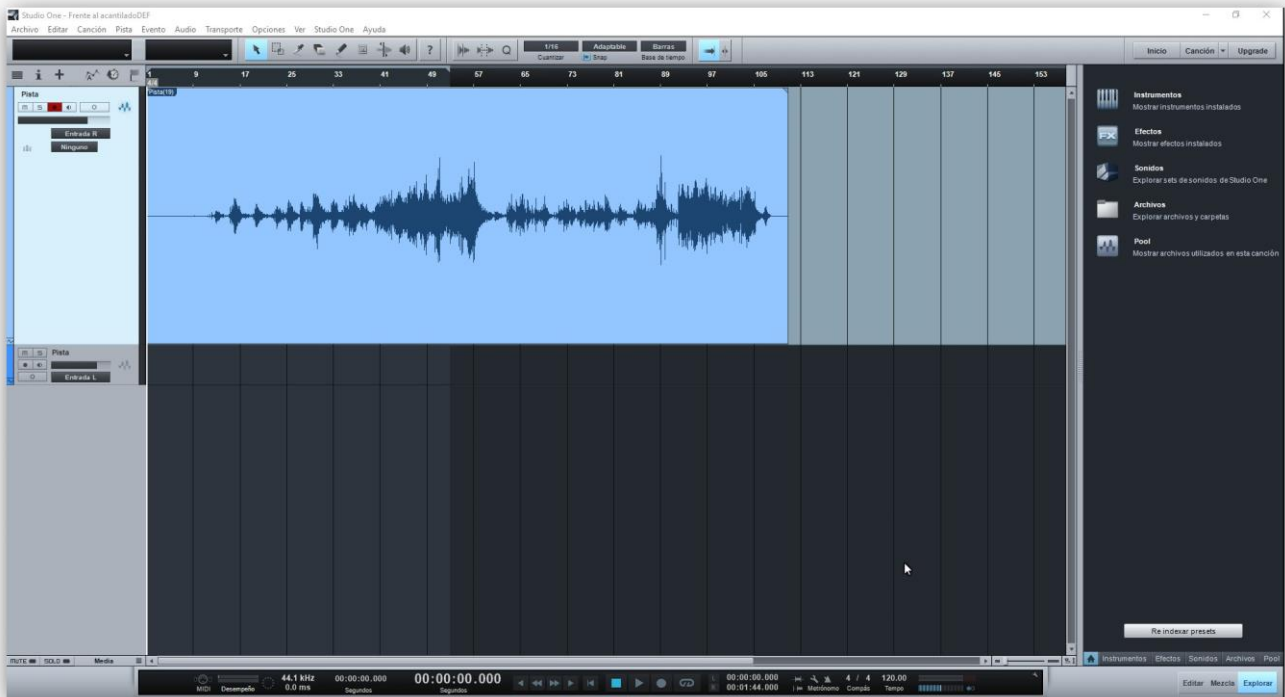 Studio One - Frente al acantiladoDEF
Archivo Editar Canción Pista Evento Audio Transporte Opciones Ver Studio One Ayuda
? Q 1/16 Adaptable Barras
Cuantizar Snap Base de tiempo
Inicio Canción Upgrade
1 9 17 25 33 41 49 57 65 73 81 89 97 105 113 121 129 137 145 153
4/4
Pista
M S
Entrada R
Ninguno
Pista(19)
M S Pista
Entrada L
Instrumentos
Mostrar instrumentos instalados
FX
Efectos
Mostrar efectos instalados
Sonidos
Explorar sets de sonidos de Studio One
Archivos
Explorar archivos y carpetas
Pool
Mostrar archivos utilizados en esta canción
Re indexar presets
MUTE SOLO Media
Instrumentos Efectos Sonidos Archivos Pool
MIDI Desempeño
44.1 kHz
0.0 ms
00:00:00.000
Segundos
00:00:00.000
Segundos
L 00:00:00.000
R 00:01:44.000
Metrónomo
4 / 4
Compás
120.00
Tempo
Editar Mezcla Explorar